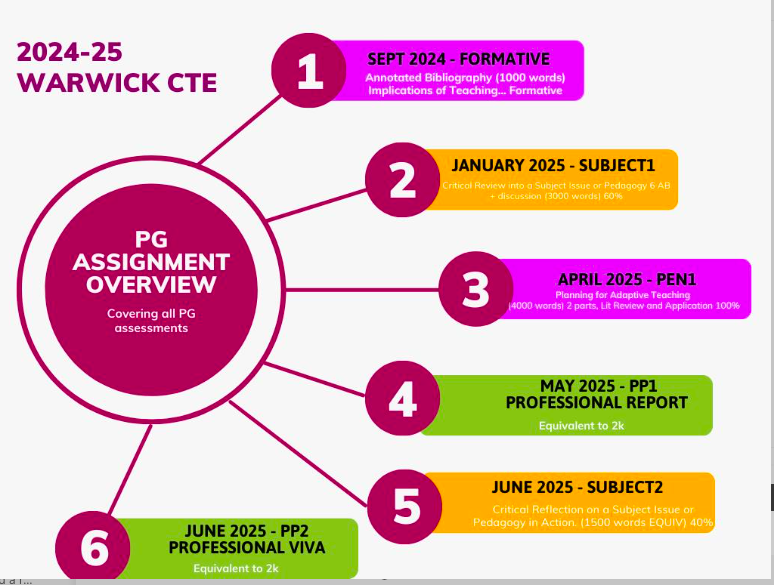 2024-25
WARWICK CTE
PG
ASSIGNMENT
OVERVIEW
Covering all PG
assessments
1
SEPT 2024 - FORMATIVE
Annotated Bibliography (1000 words)
Implications of Teaching... Formative
2
JANUARY 2025 - SUBJECT1
Critical Review into a Subject Issue or Pedagogy 6 AB
+ discussion (3000 words) 60%
3
APRIL 2025 - PEN1
Planning for Adaptive Teaching
(4000 words) 2 parts, Lit Review and Application 100%
4
MAY 2025 - PP1
PROFESSIONAL REPORT
Equivalent to 2k
5
JUNE 2025 - SUBJECT2
Critical Reflection on a Subject Issue or
Pedagogy in Action. (1500 words EQUIV) 40%
6
JUNE 2025 - PP2
PROFESSIONAL VIVA
Equivalent to 2k